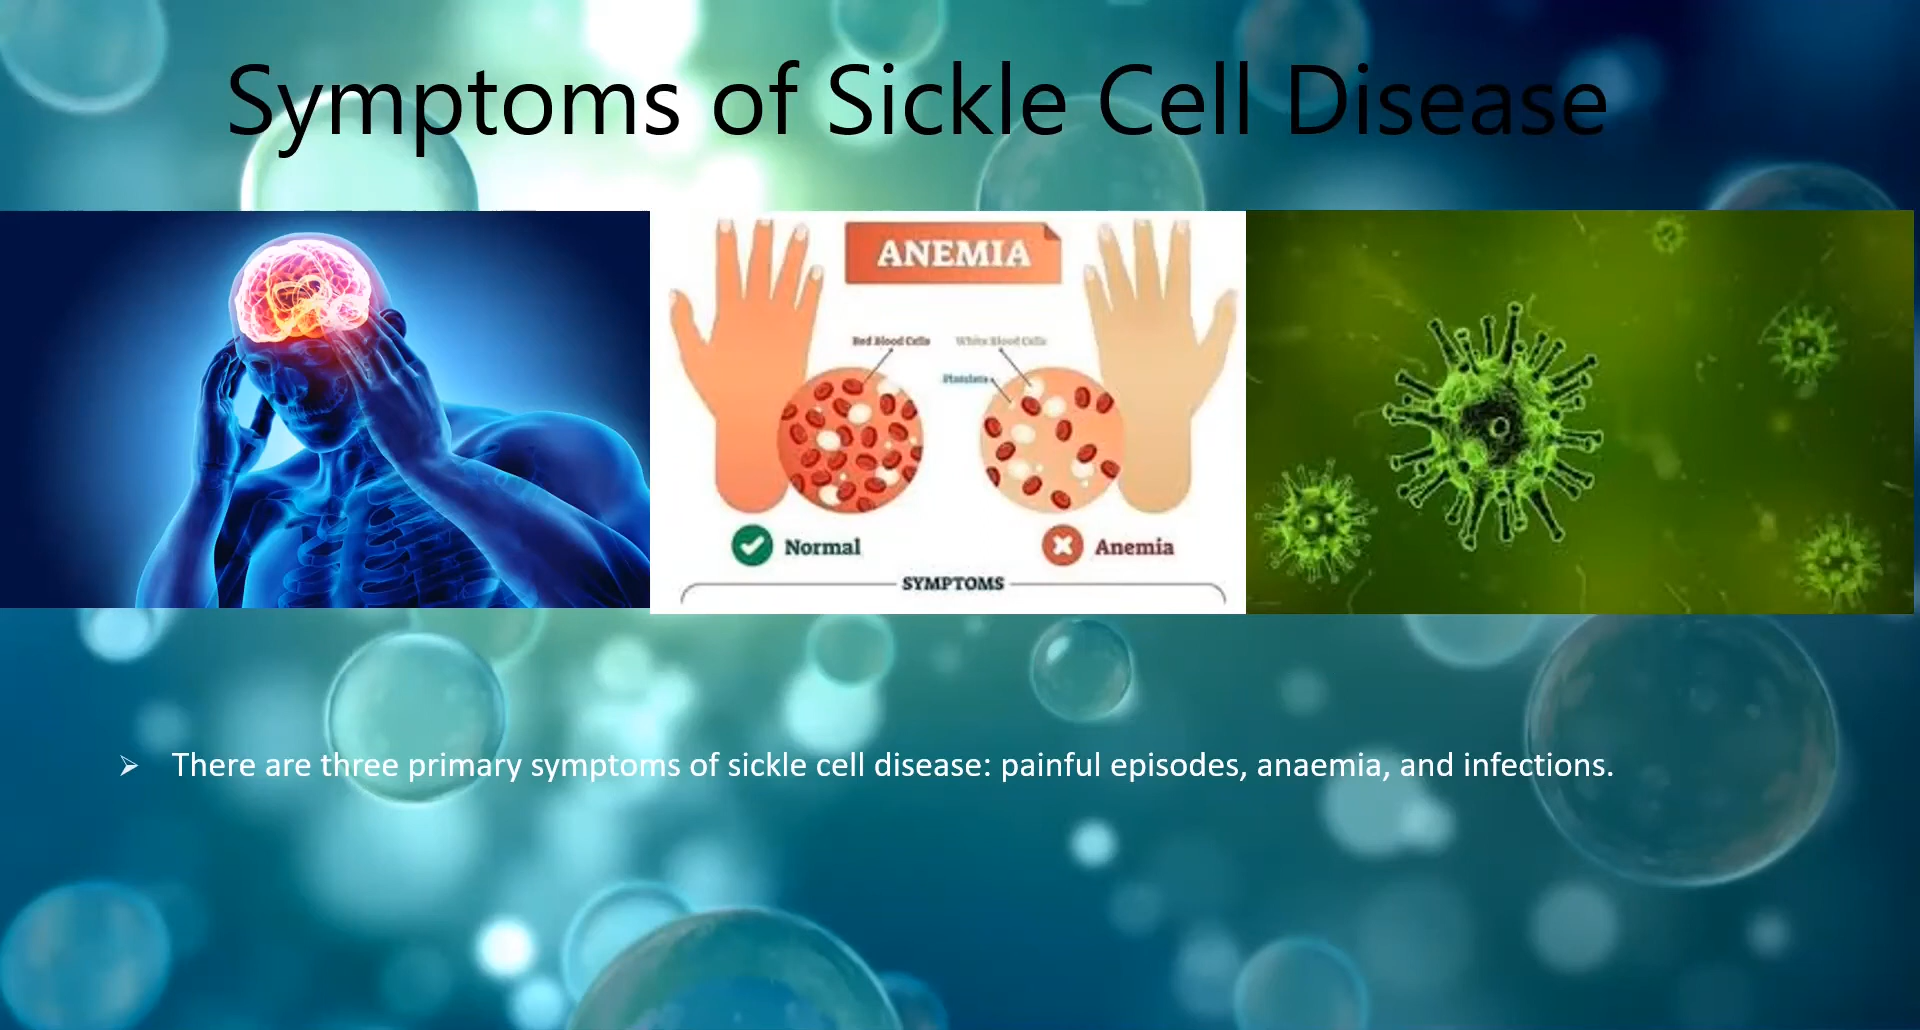 Symptoms of Sickle Cell Disease
ANEMIA
Red Blood Cells
White Blood Cells
Platelets
Normal
Anemia
SYMPTOMS
There are three primary symptoms of sickle cell disease: painful episodes, anaemia, and infections.